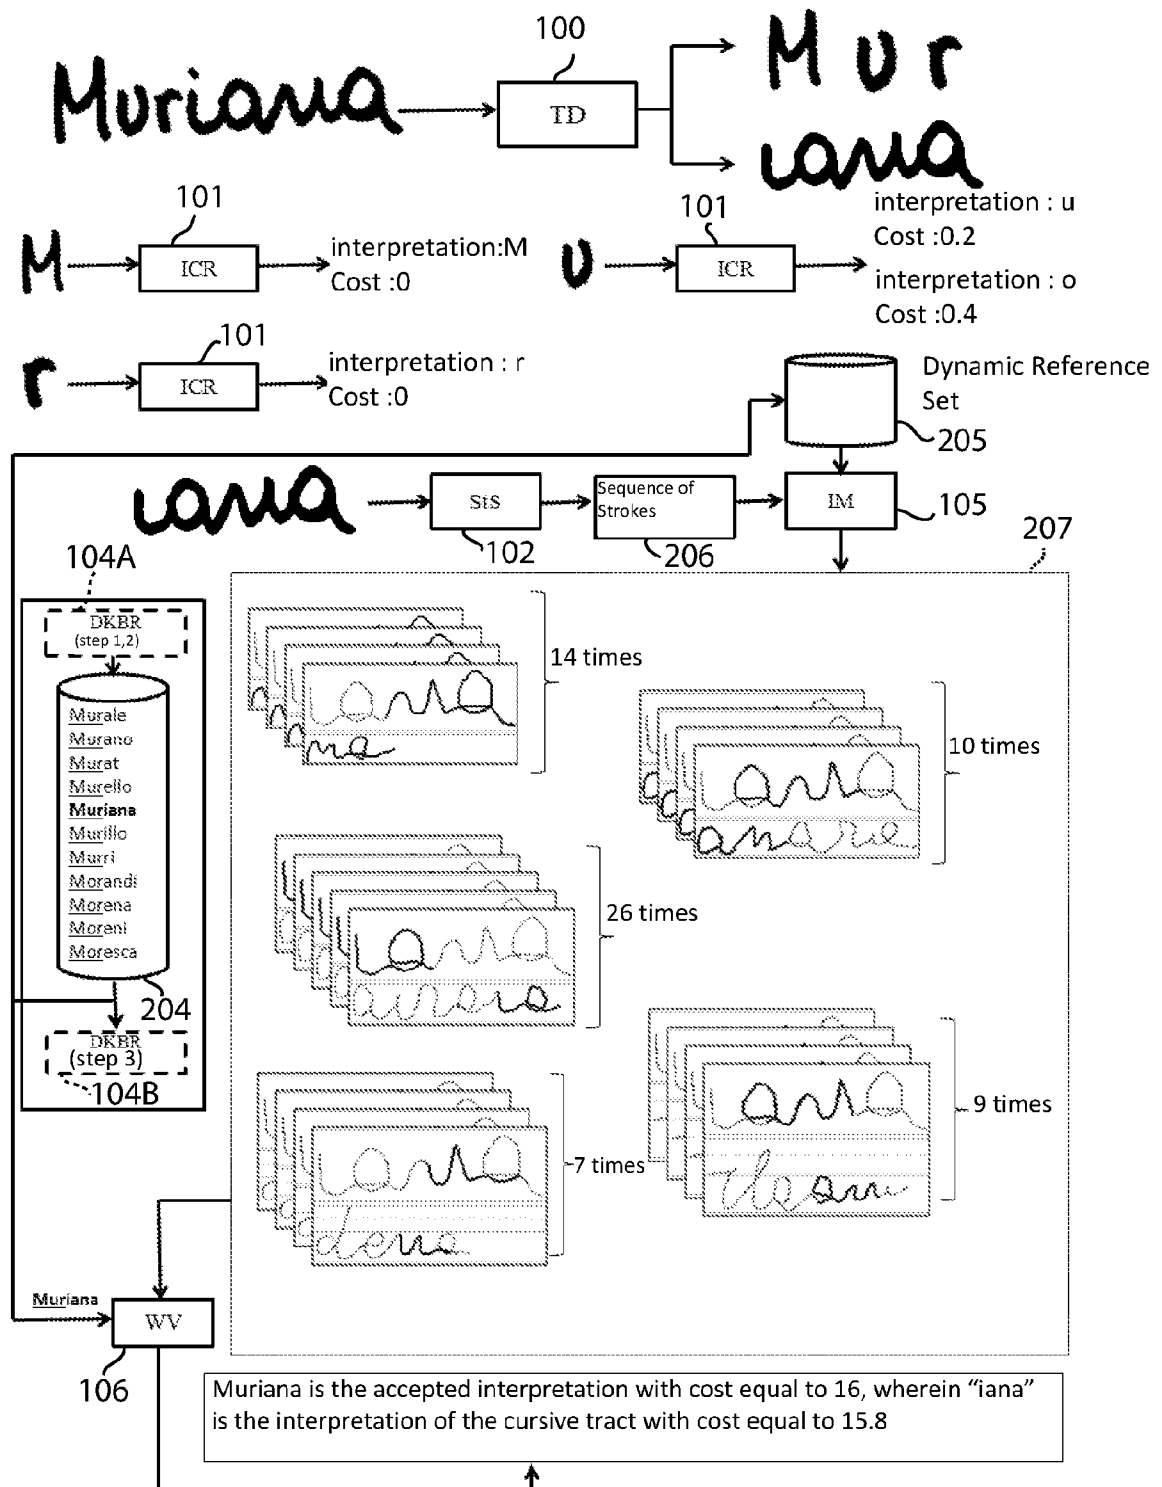 100
Muriana
TD
M u r
iana
101
M
ICR
interpretation:M
Cost :0
101
u
ICR
interpretation : u
Cost :0.2
interpretation : o
Cost :0.4
101
r
ICR
interpretation : r
Cost :0
Dynamic Reference
Set
205
iana
StS
102
Sequence of
Strokes
206
IM
105
207
104A
DKBR
(step 1,2)
Murale
Murano
Murat
Murello
Muriana
Murillo
Murri
Morandi
Morena
Moreni
Moresca
204
DKBR
(step 3)
104B
14 times
10 times
26 times
9 times
7 times
Muriana
WV
106
Muriana is the accepted interpretation with cost equal to 16, wherein “iana”
is the interpretation of the cursive tract with cost equal to 15.8